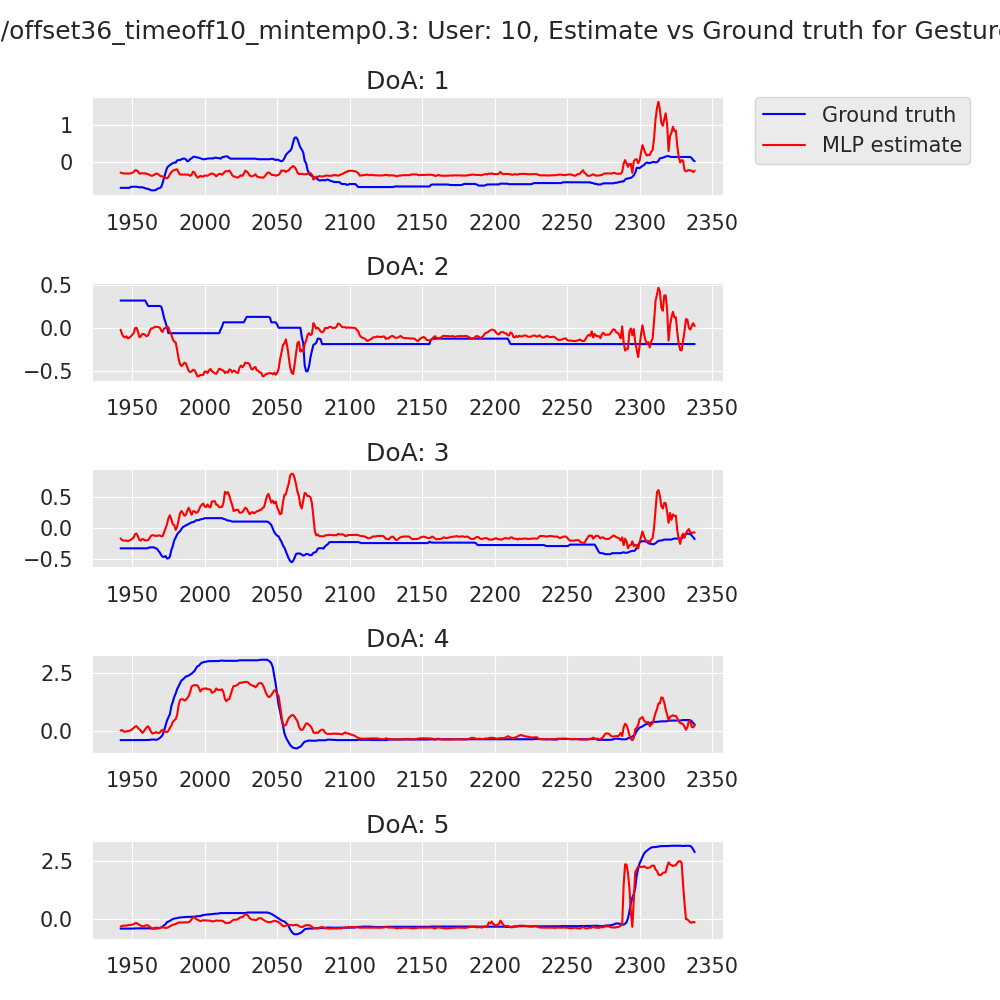 /offset36_timeoff10_mintemp0.3: User: 10, Estimate vs Ground truth for Gesture
DoA: 1
Ground truth
MLP estimate
1
0
1950 2000 2050 2100 2150 2200 2250 2300 2350
DoA: 2
0.5
0.0
−0.5
1950 2000 2050 2100 2150 2200 2250 2300 2350
DoA: 3
0.5
0.0
−0.5
1950 2000 2050 2100 2150 2200 2250 2300 2350
DoA: 4
2.5
0.0
1950 2000 2050 2100 2150 2200 2250 2300 2350
DoA: 5
2.5
0.0
1950 2000 2050 2100 2150 2200 2250 2300 2350